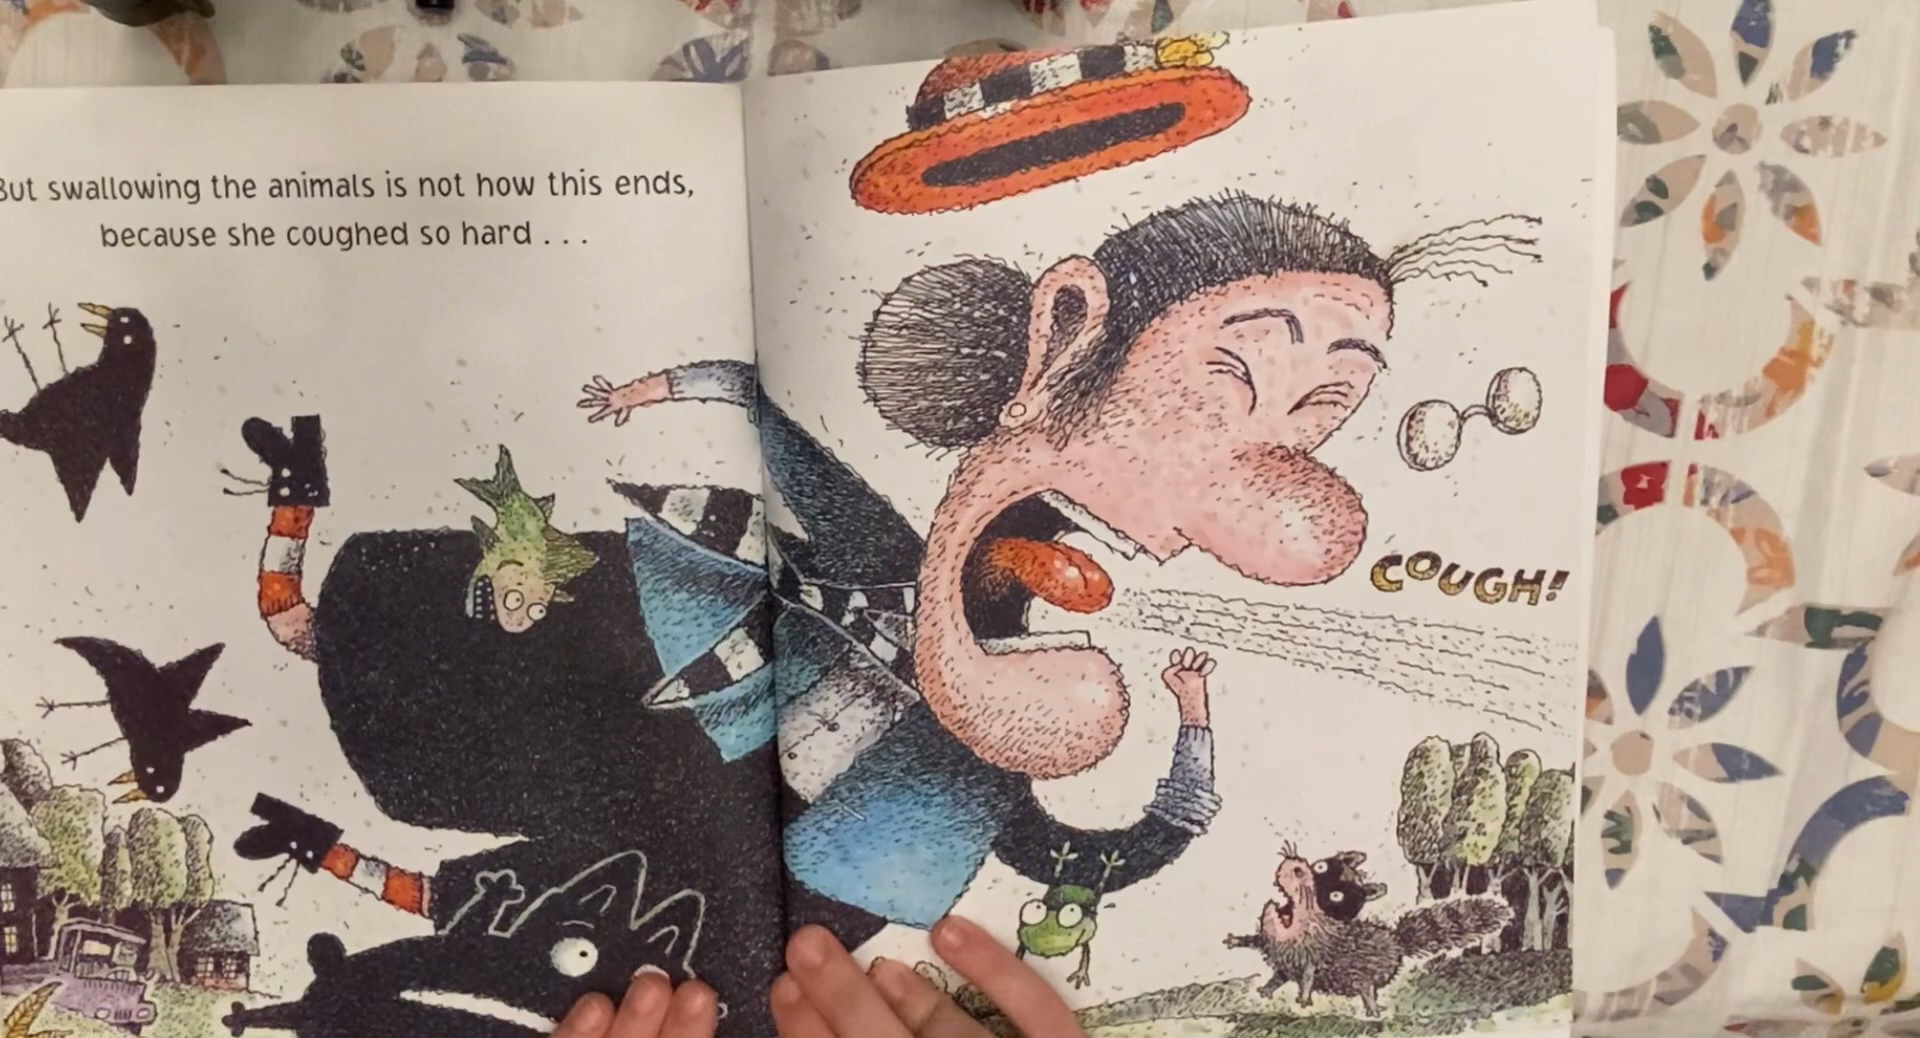 But swallowing the animals is not how this ends,
because she coughed so hard . . .
COUGH!